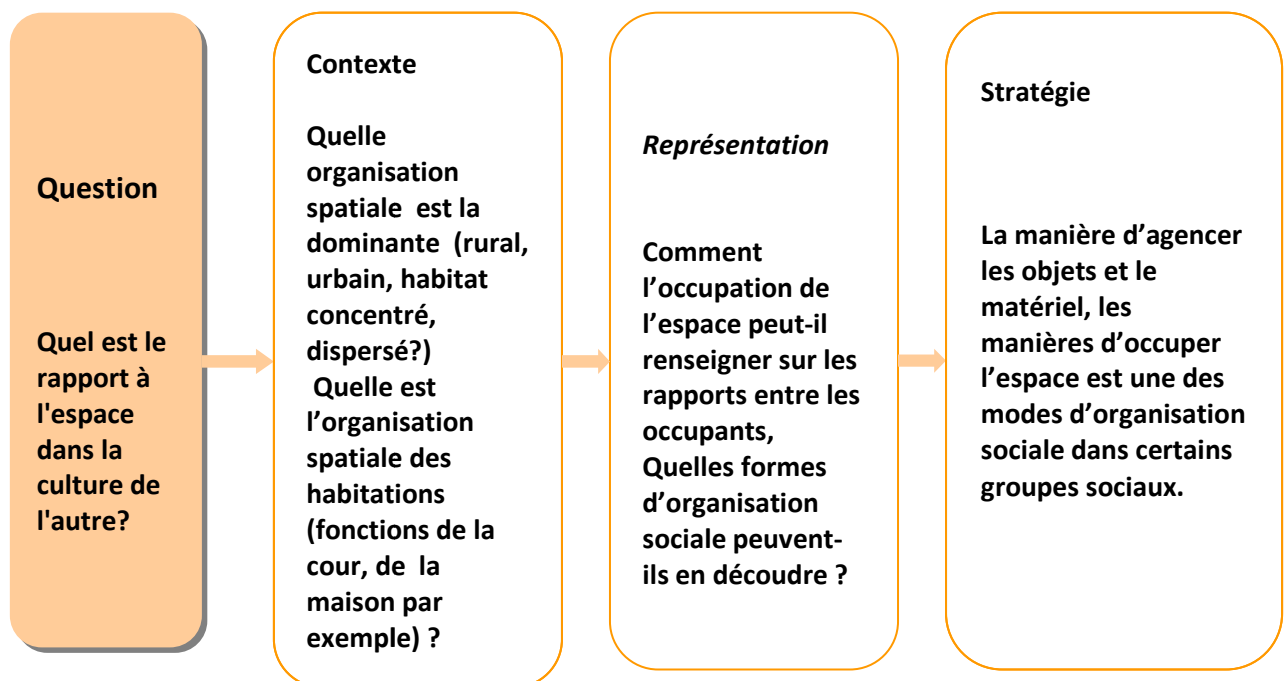 Question
Quel est le
rapport à
l'espace
dans la
culture de
l'autre?
Contexte
Quelle
organisation
spatiale est la
dominante (rural,
urbain, habitat
concentré,
dispersé?)
Quelle est
l’organisation
spatiale des
habitations
(fonctions de la
cour, de la
maison par
exemple) ?
Représentation
Comment
l’occupation de
l’espace peut-il
renseigner sur les
rapports entre les
occupants,
Quelles formes
d’organisation
sociale peuvent-
ils en découdre ?
Stratégie
La manière d’agencer
les objets et le
matériel, les
manières d’occuper
l’espace est une des
modes d’organisation
sociale dans certains
groupes sociaux.